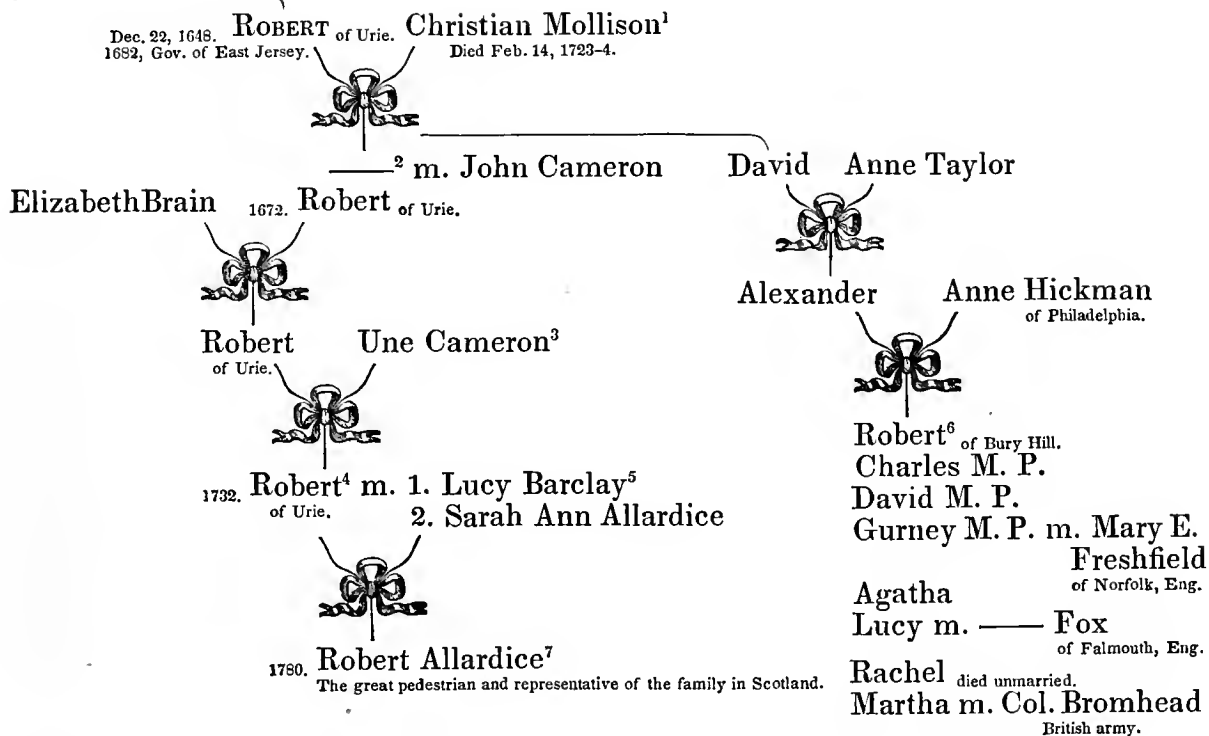 Dec. 22, 1648. ROBERT of Urie. Christian Mollison¹
1682, Gov. of East Jersey. Died Feb. 14, 1723-4.
——² m. John Cameron
David Anne Taylor
ElizabethBrain 1672. Robert of Urie.
Alexander Anne Hickman
of Philadelphia.
Robert Une Cameron³
of Urie.
Robert⁶ of Bury Hill.
Charles M. P.
David M. P.
Gurney M. P. m. Mary E.
Freshfield
of Norfolk, Eng.
Agatha
Lucy m. —— Fox
of Falmouth, Eng.
Rachel died unmarried.
Martha m. Col. Bromhead
British army.
1732. Robert⁴ m. 1. Lucy Barclay⁵
of Urie. 2. Sarah Ann Allardice
1780. Robert Allardice⁷
The great pedestrian and representative of the family in Scotland.